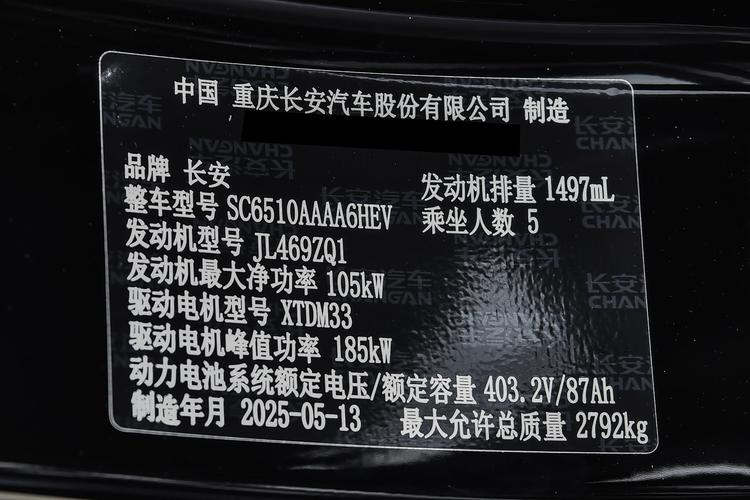 中国 重庆长安汽车股份有限公司 制造
品牌 长安
发动机排量 1497mL
整车型号 SC6510AAAA6HEV
乘坐人数 5
发动机型号 JL469ZQ1
发动机最大净功率 105kW
驱动电机型号 XTDM33
驱动电机峰值功率 185kW
动力电池系统额定电压/额定容量 403.2V/87Ah
制造年月 2025-05-13
最大允许总质量 2792kg